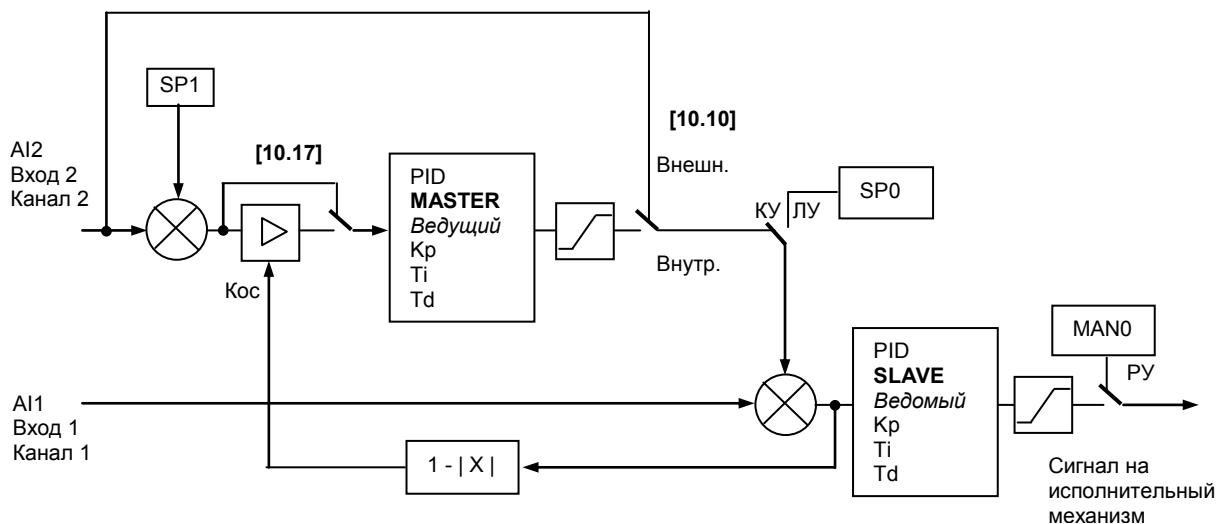 SP1
[10.17]
[10.10]
AI2
Вход 2
Канал 2
PID
MASTER
Ведущий
Kp
Ti
Td
Внешн.
КУ
ЛУ
SP0
Внутр.
Кос
AI1
Вход 1
Канал 1
1 - | X |
PID
SLAVE
Ведомый
Kp
Ti
Td
MAN0
РУ
Сигнал на
исполнительный
механизм